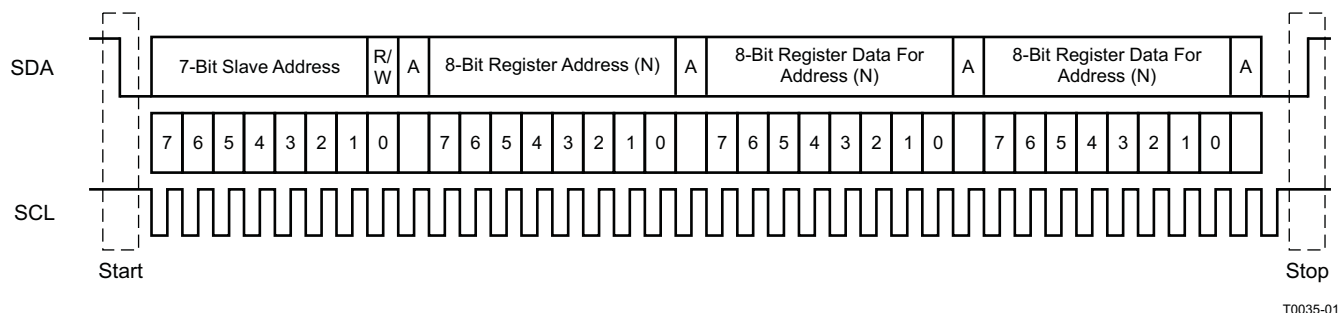 SDA
7-Bit Slave Address
R/
W
A
8-Bit Register Address (N)
A
8-Bit Register Data For
Address (N)
A
8-Bit Register Data For
Address (N)
A
7 6 5 4 3 2 1 0 7 6 5 4 3 2 1 0 7 6 5 4 3 2 1 0 7 6 5 4 3 2 1 0
SCL
Start
Stop
T0035-01